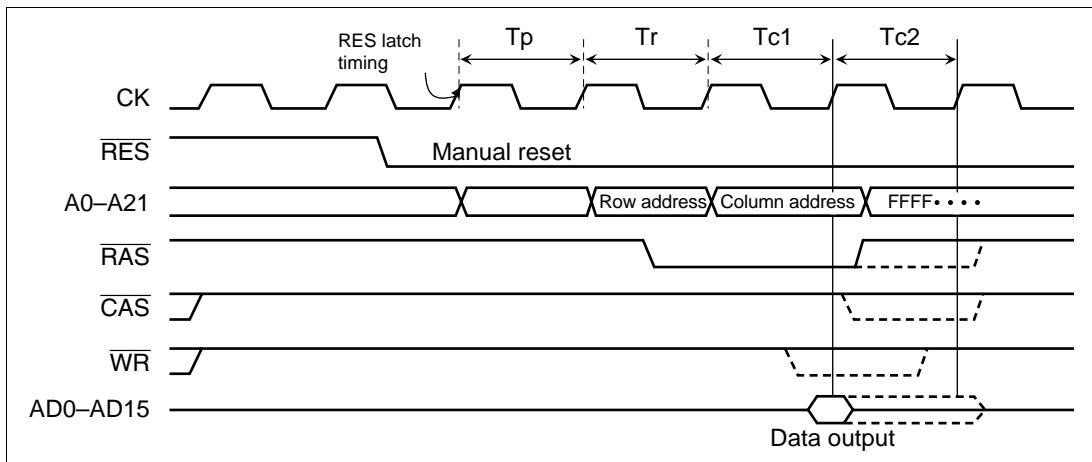 RES latch timing
Tp Tr Tc1 Tc2
CK
RES
Manual reset
A0–A21
Row address Column address FFFF····
RAS
CAS
WR
AD0–AD15
Data output